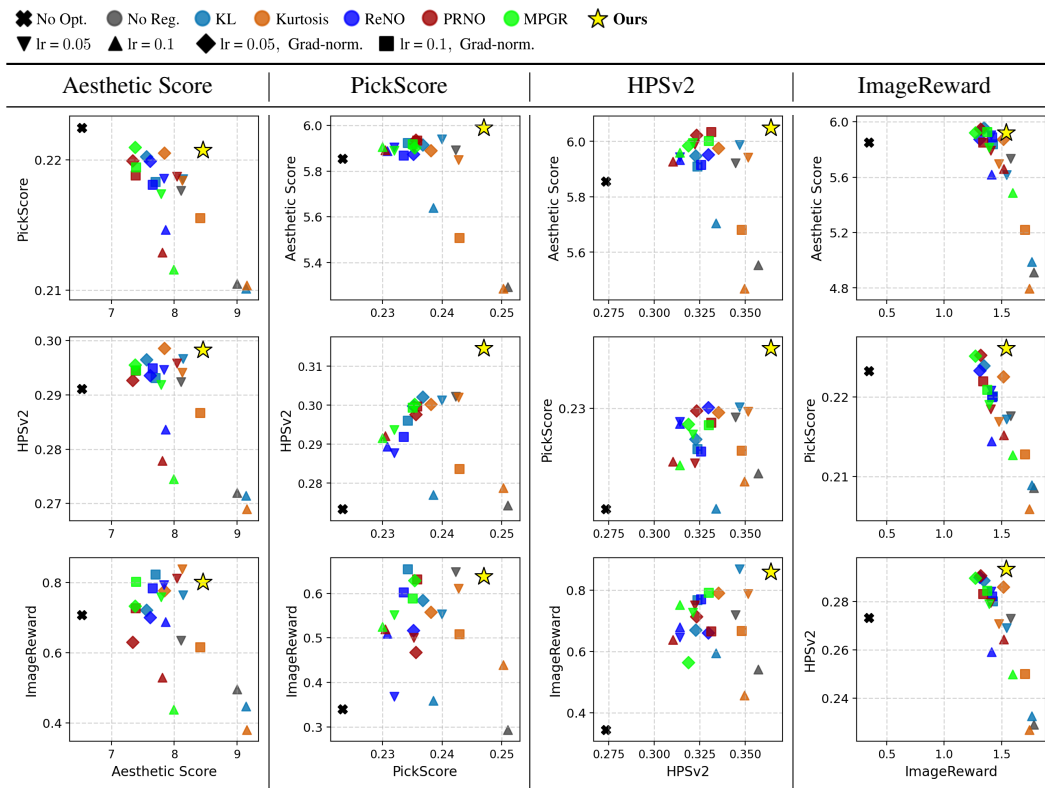 No Opt. No Reg. KL Kurtosis ReNO PRNO MPGR Ours
lr = 0.05 lr = 0.1 lr = 0.05, Grad-norm. lr = 0.1, Grad-norm.
Aesthetic Score PickScore HPSv2 ImageReward
PickScore
0.22
0.21
7 8 9
Aesthetic Score
6.0
5.8
5.6
5.4
0.23 0.24 0.25
Aesthetic Score
6.0
5.8
5.6
0.275 0.300 0.325 0.350
Aesthetic Score
6.0
5.6
5.2
4.8
0.5 1.0 1.5
HPSv2
0.30
0.29
0.28
0.27
7 8 9
HPSv2
0.31
0.30
0.29
0.28
0.23 0.24 0.25
PickScore
0.23
0.275 0.300 0.325 0.350
PickScore
0.22
0.21
0.5 1.0 1.5
ImageReward
0.8
0.6
0.4
7 8 9
Aesthetic Score
ImageReward
0.6
0.5
0.4
0.3
0.23 0.24 0.25
PickScore
ImageReward
0.8
0.6
0.4
0.275 0.300 0.325 0.350
HPSv2
HPSv2
0.28
0.26
0.24
0.5 1.0 1.5
ImageReward